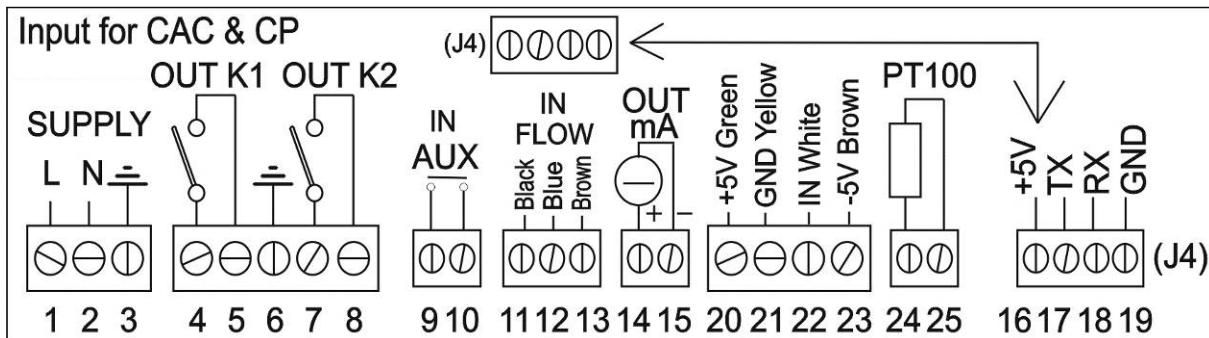 Input for CAC & CP
(J4)
OUT K1 OUT K2 PT100
SUPPLY
L N
IN
AUX
IN
FLOW
Black
Blue
Brown
OUT
mA
+ -
+5V Green
GND Yellow
IN White
-5V Brown
+5V
TX
RX
GND
(J4)
1 2 3 4 5 6 7 8 9 10 11 12 13 14 15 20 21 22 23 24 25 16 17 18 19